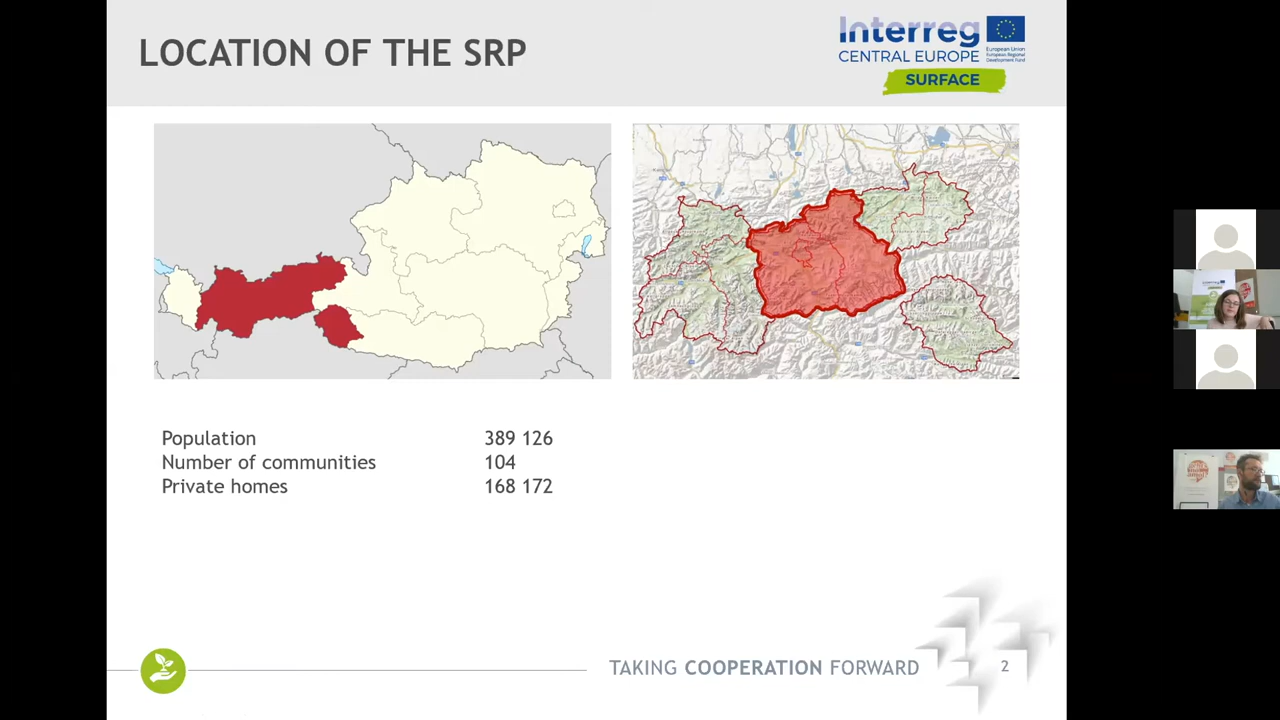 LOCATION OF THE SRP
Interreg
CENTRAL EUROPE
European Union
European Regional
Development Fund
SURFACE
Population 389 126
Number of communities 104
Private homes 168 172
TAKING COOPERATION FORWARD
2